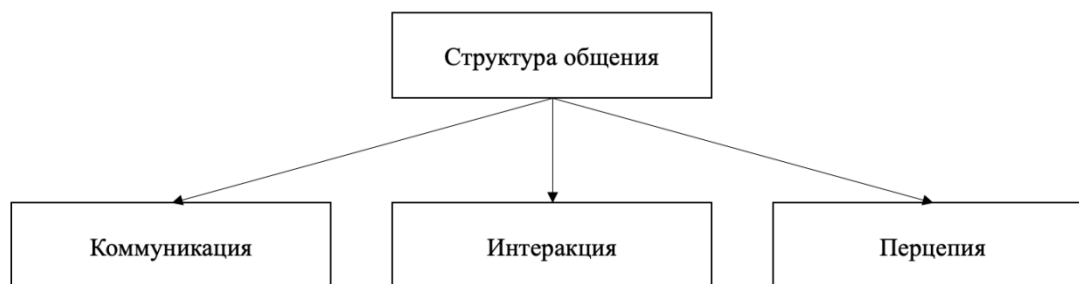 Структура общения
Коммуникация
Интеракция
Перцепия